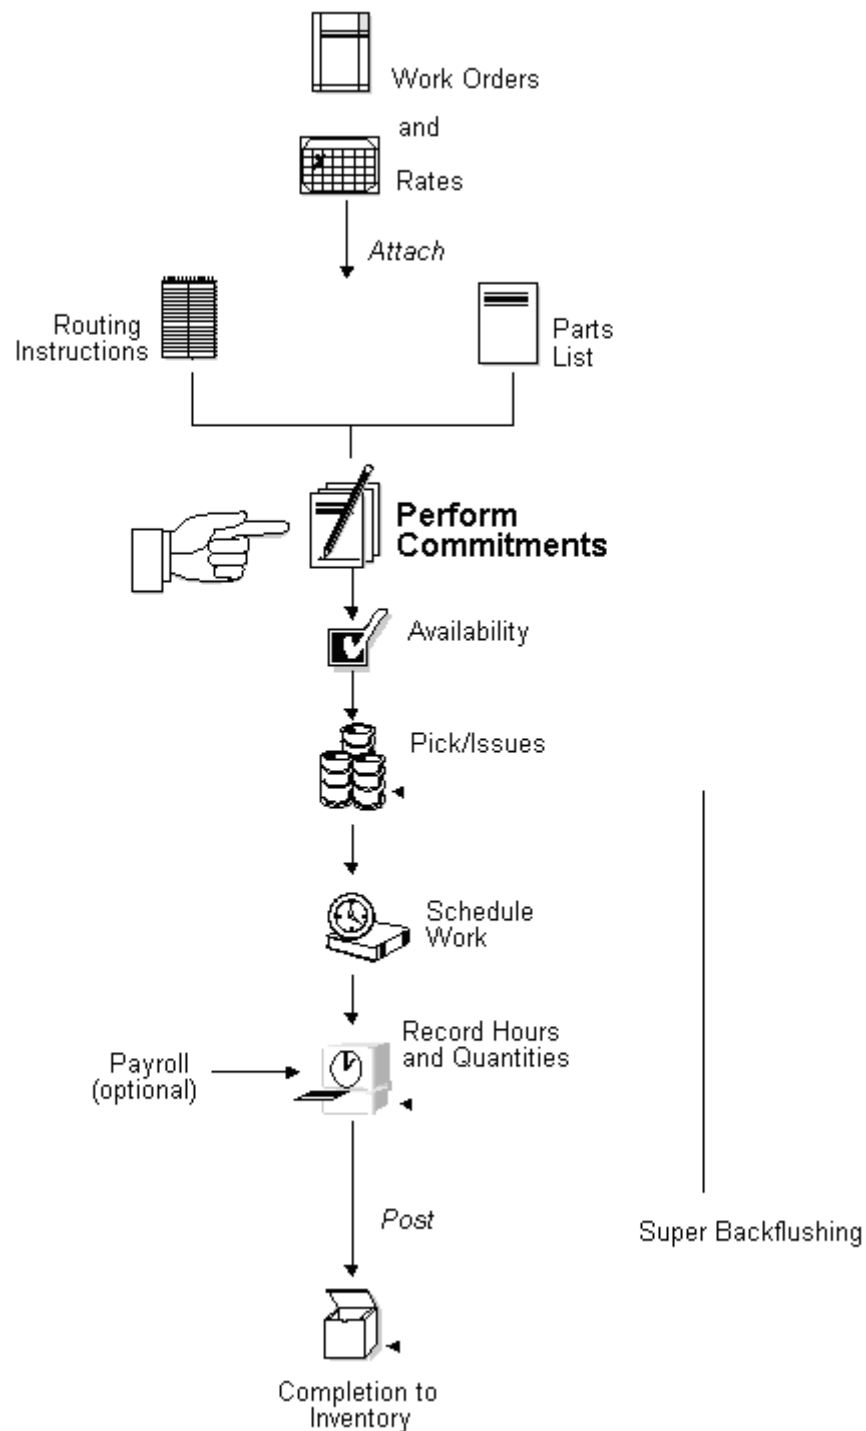 Work Orders
and
Rates
Attach
Routing
Instructions
Parts
List
Perform
Commitments
Availability
Pick/Issues
Schedule
Work
Record Hours
and Quantities
Payroll
(optional)
Post
Super Backflushing
Completion to
Inventory